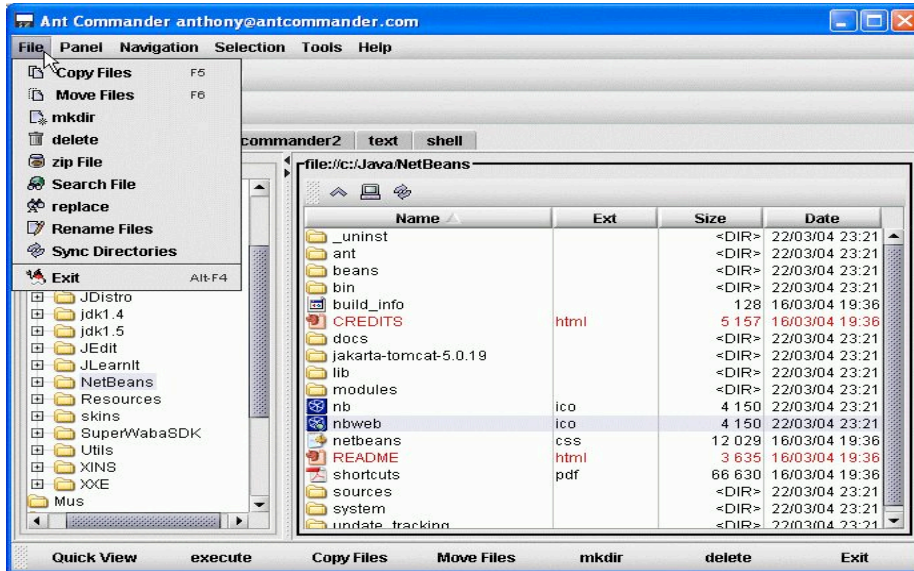 Ant Commander anthony@antcommander.com
File Panel Navigation Selection Tools Help
Copy Files F5
Move Files F6
mkdir
delete
zip File
Search File
replace
Rename Files
Sync Directories
Exit Alt-F4
commander2 text shell
JDistro
jdk1.4
jdk1.5
JEdit
JLearnIt
NetBeans
Resources
skins
SuperWabaSDK
Utils
XINS
XXE
Mus
file://c:/Java/NetBeans
Name Ext Size Date
_uninst <DIR> 22/03/04 23:21
ant <DIR> 22/03/04 23:21
beans <DIR> 22/03/04 23:21
bin <DIR> 22/03/04 23:21
build_info 128 16/03/04 19:36
CREDITS html 5 157 16/03/04 19:36
docs <DIR> 22/03/04 23:21
jakarta-tomcat-5.0.19 <DIR> 22/03/04 23:21
lib <DIR> 22/03/04 23:21
modules <DIR> 22/03/04 23:21
nb ico 4 150 22/03/04 23:21
nbweb ico 4 150 22/03/04 23:21
netbeans css 12 029 16/03/04 19:36
README html 3 635 16/03/04 19:36
shortcuts pdf 66 630 16/03/04 19:36
sources <DIR> 22/03/04 23:21
system <DIR> 22/03/04 23:21
update_tracking <DIR> 22/03/04 23:21
Quick View execute Copy Files Move Files mkdir delete Exit